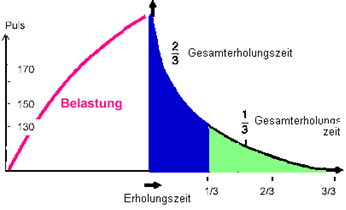 Puls
2/3 Gesamterholungszeit
170
Belastung
150
1/3 Gesamterholungs
zeit
130
1/3 2/3 3/3
Erholungszeit